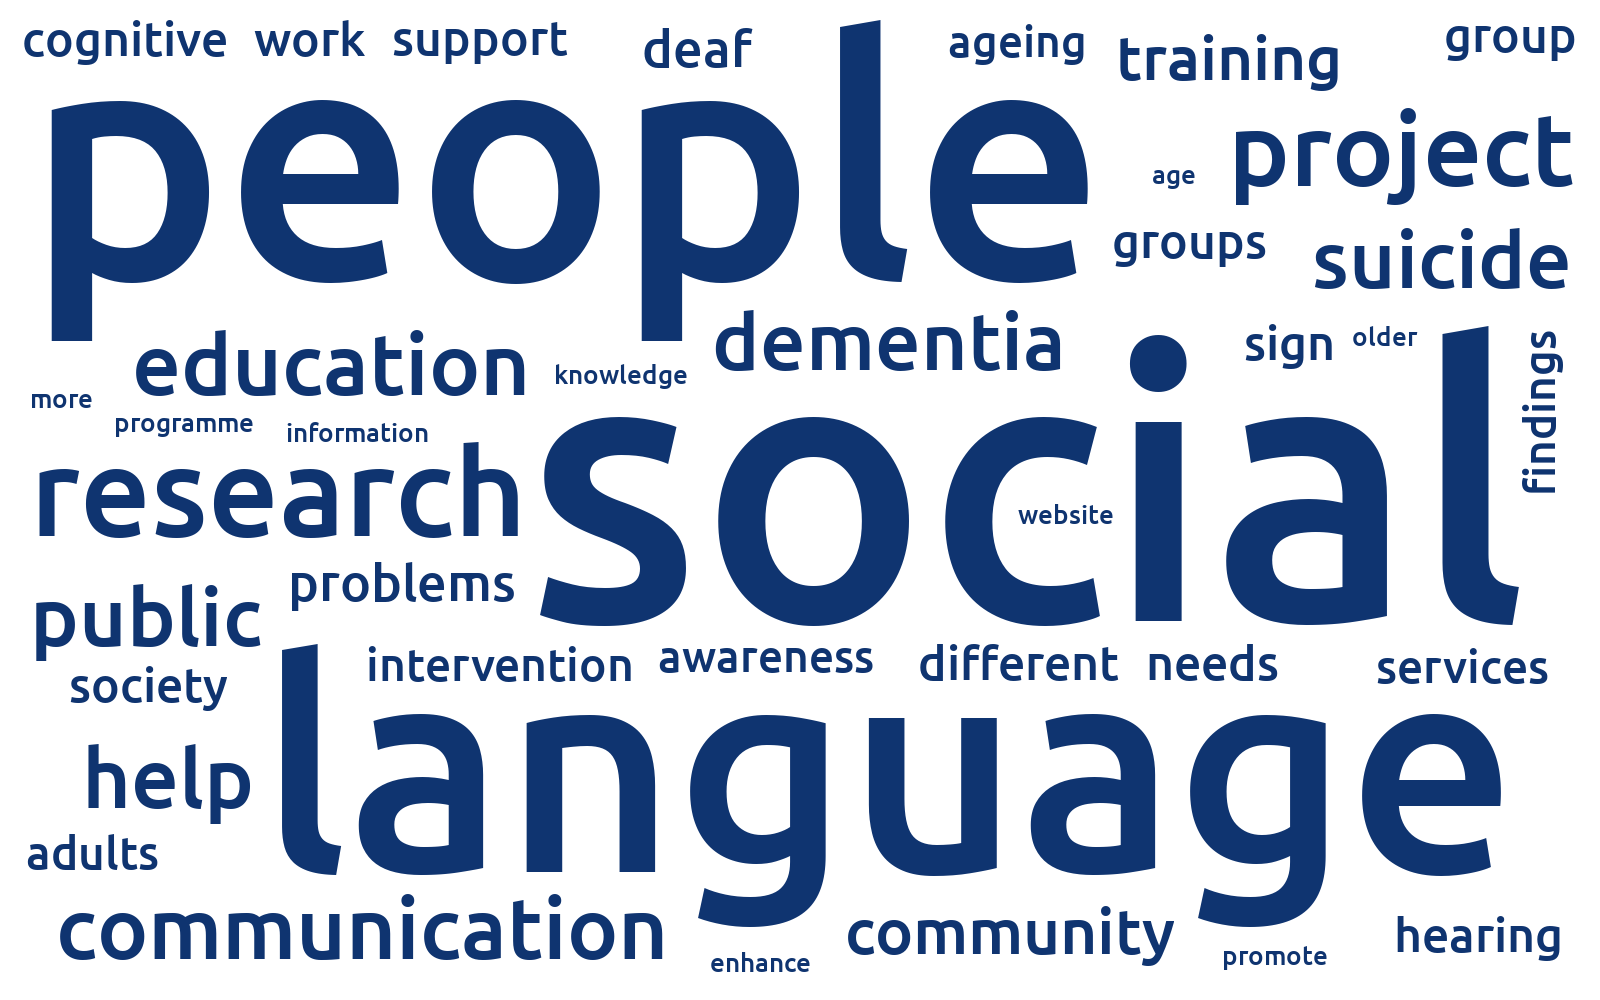 cognitive work support deaf ageing training group
people
project
age
groups suicide
education knowledge dementia sign older
findings
more programme information
research social
website
public problems
society intervention awareness different needs services
help language
adults
communication community hearing
enhance promote